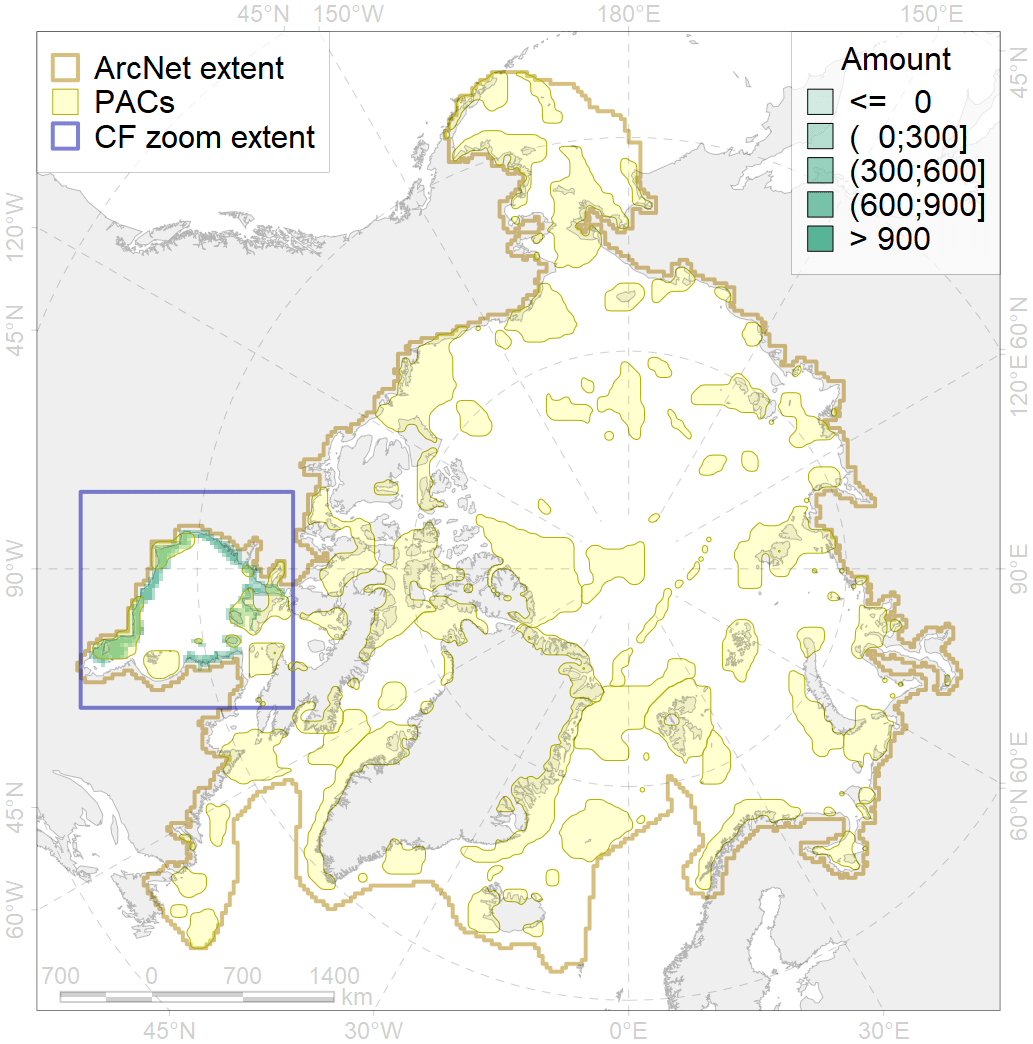 45°N 150°W 180°E 150°E
ArcNet extent
PACs
CF zoom extent
Amount
<= 0
( 0;300]
(300;600]
(600;900]
> 900
45°N
120°W
45°N
60°N
120°E
90°W
90°E
45°N
60°E
60°N
60°W
700 0 700 1400
km
45°N 30°W 0°E 30°E